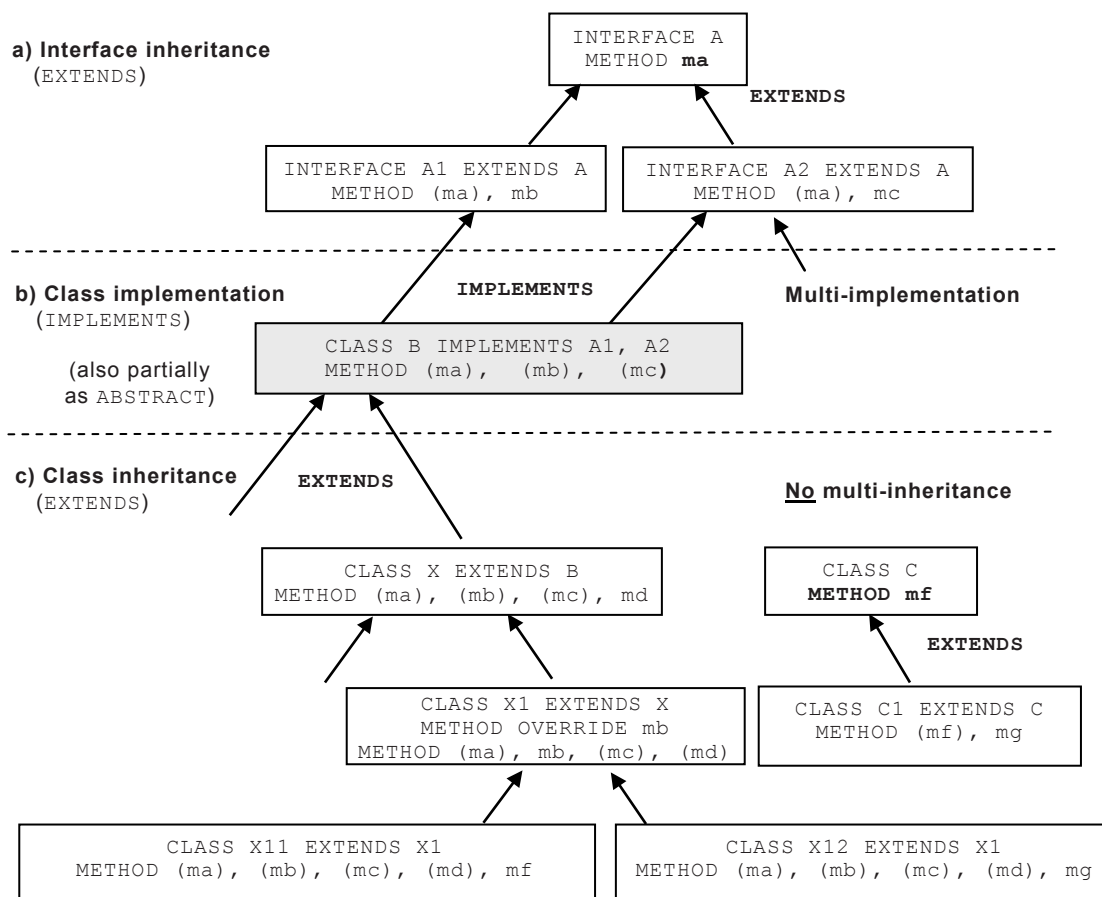 a) Interface inheritance
(EXTENDS)
INTERFACE A
METHOD ma
EXTENDS
INTERFACE A1 EXTENDS A
METHOD (ma), mb
INTERFACE A2 EXTENDS A
METHOD (ma), mc
b) Class implementation
(IMPLEMENTS)
IMPLEMENTS
Multi-implementation
(also partially
as ABSTRACT)
CLASS B IMPLEMENTS A1, A2
METHOD (ma), (mb), (mc)
c) Class inheritance
(EXTENDS)
EXTENDS
No multi-inheritance
CLASS X EXTENDS B
METHOD (ma), (mb), (mc), md
CLASS C
METHOD mf
EXTENDS
CLASS X1 EXTENDS X
METHOD OVERRIDE mb
METHOD (ma), mb, (mc), (md)
CLASS C1 EXTENDS C
METHOD (mf), mg
CLASS X11 EXTENDS X1
METHOD (ma), (mb), (mc), (md), mf
CLASS X12 EXTENDS X1
METHOD (ma), (mb), (mc), (md), mg